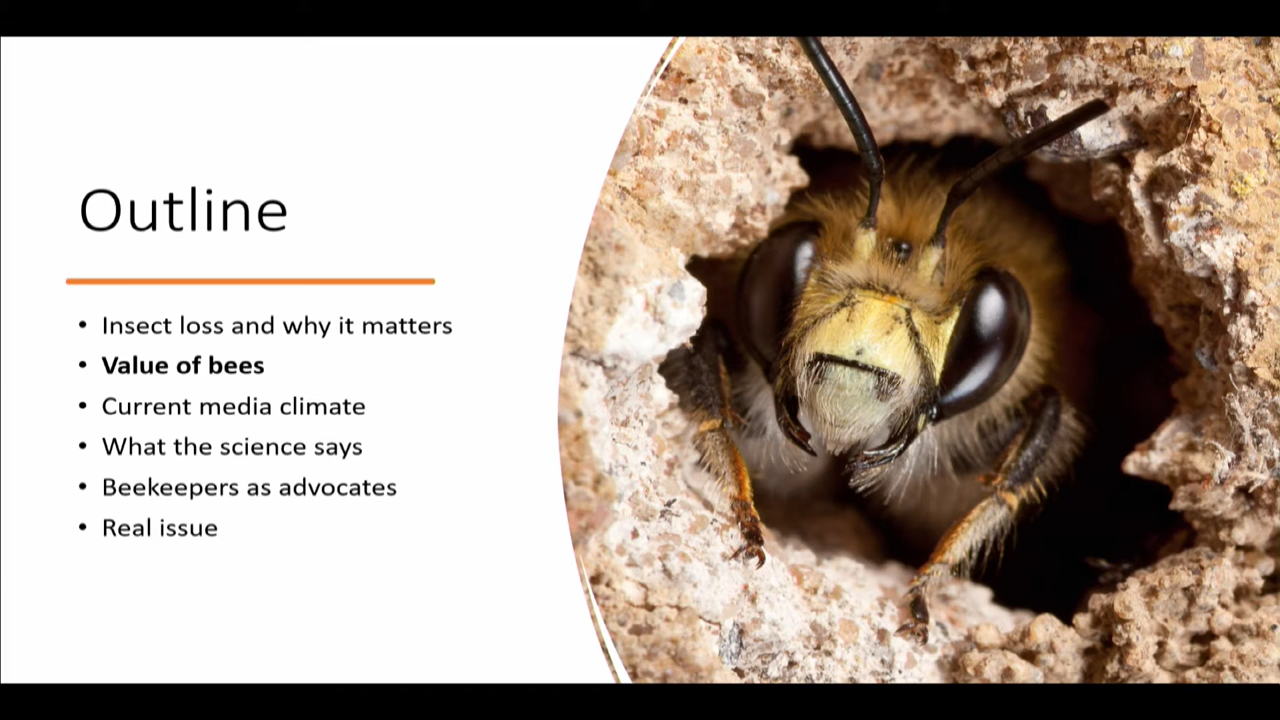 Outline
• Insect loss and why it matters
• Value of bees
• Current media climate
• What the science says
• Beekeepers as advocates
• Real issue